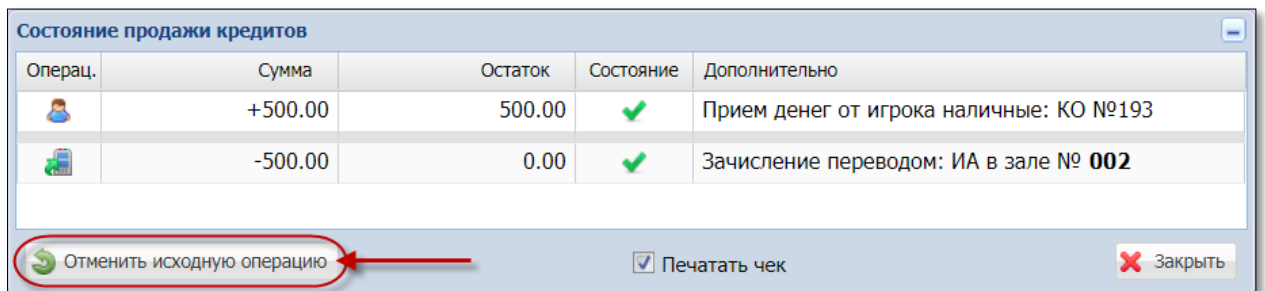 Состояние продажи кредитов
Операц. Сумма Остаток Состояние Дополнительно
+500.00 500.00 Прием денег от игрока наличные: КО №193
-500.00 0.00 Зачисление переводом: ИА в зале № 002
Отменить исходную операцию Печатать чек Закрыть